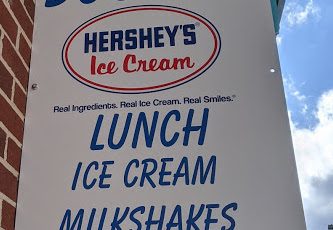 HERSHEY'S
Ice Cream
Real Ingredients. Real Ice Cream. Real Smiles.®
LUNCH
ICE CREAM
MILKSHAKES